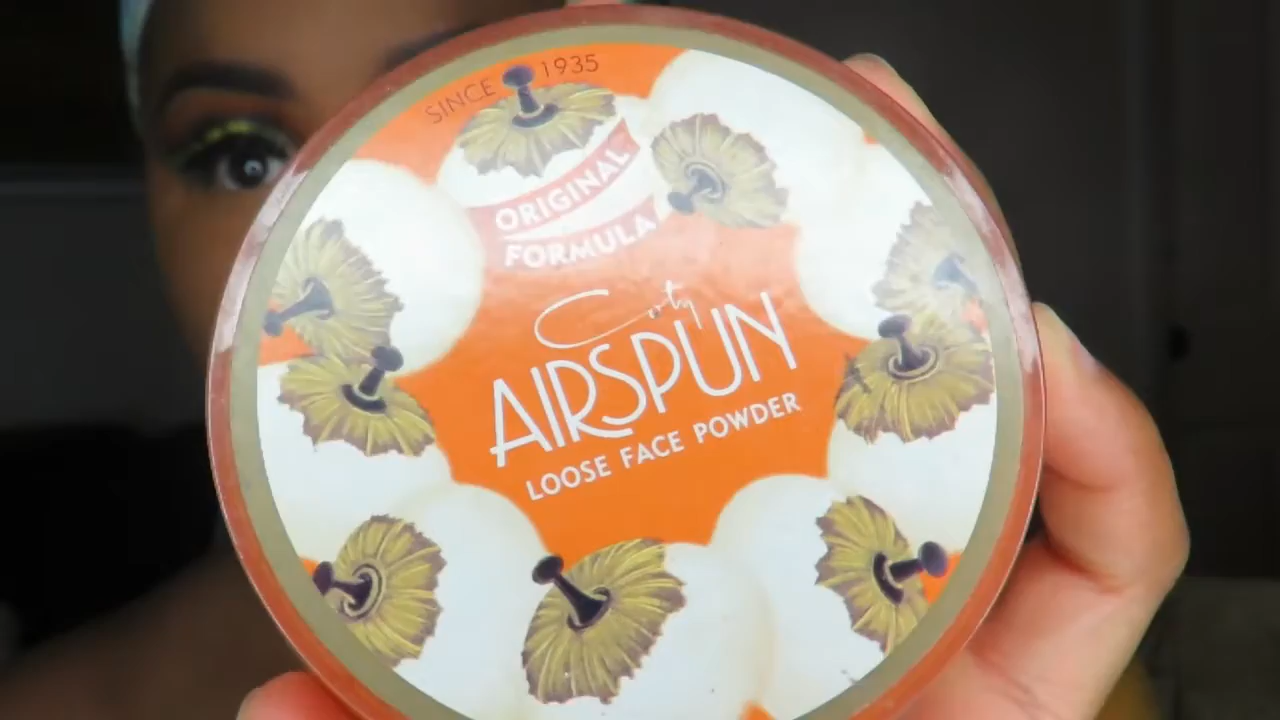 SINCE 1935
ORIGINAL
FORMULA
Coty
AIRSPUN
LOOSE FACE POWDER